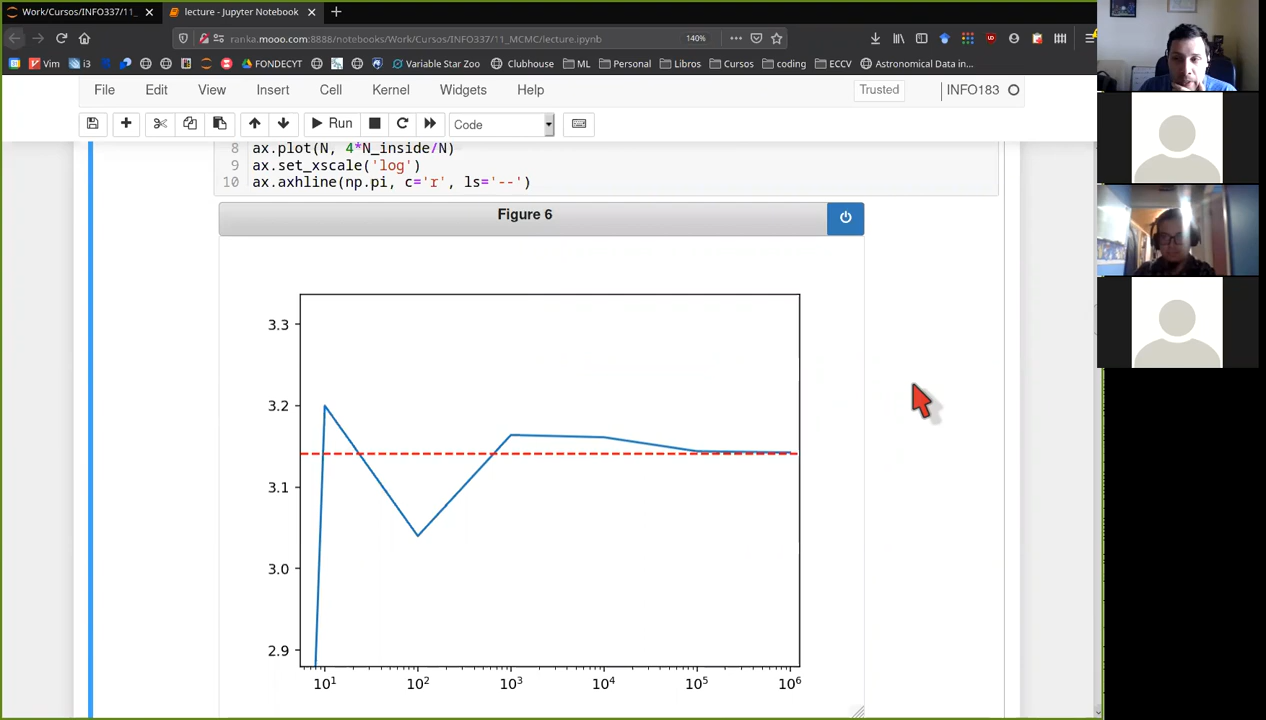 Work/Cursos/INFO337/11_
lecture - Jupyter Notebook
ranka.mooo.com:8888/notebooks/Work/Cursos/INFO337/11_MCMC/lecture.ipynb
140%
Vim
i3
FONDECYT
Variable Star Zoo
Clubhouse
ML
Personal
Libros
Cursos
coding
ECCV
Astronomical Data in...
File Edit View Insert Cell Kernel Widgets Help
Trusted
INFO183
Run
Code
8 ax.plot(N, 4*N_inside/N)
9 ax.set_xscale('log')
10 ax.axhline(np.pi, c='r', ls='--')
Figure 6
3.3
3.2
3.1
3.0
2.9
10¹ 10² 10³ 10⁴ 10⁵ 10⁶